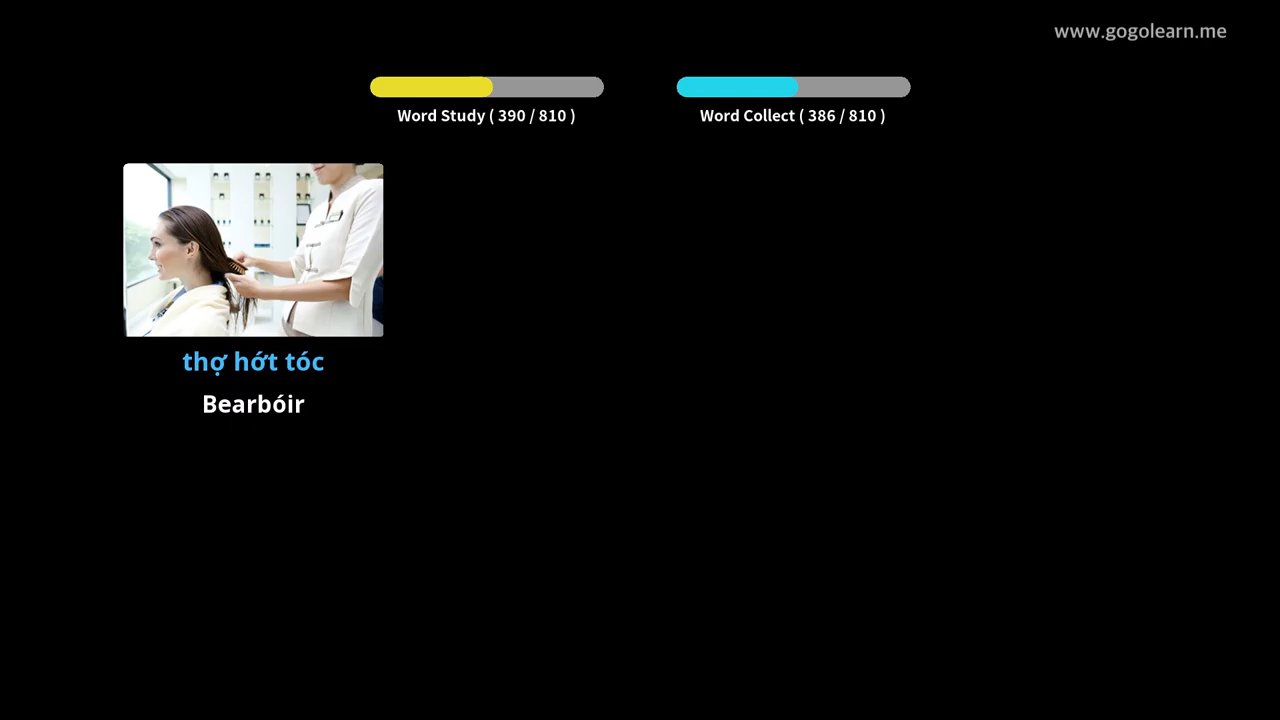 www.gogolearn.me
Word Study ( 390 / 810 )
Word Collect ( 386 / 810 )
thợ hớt tóc
Bearbóir